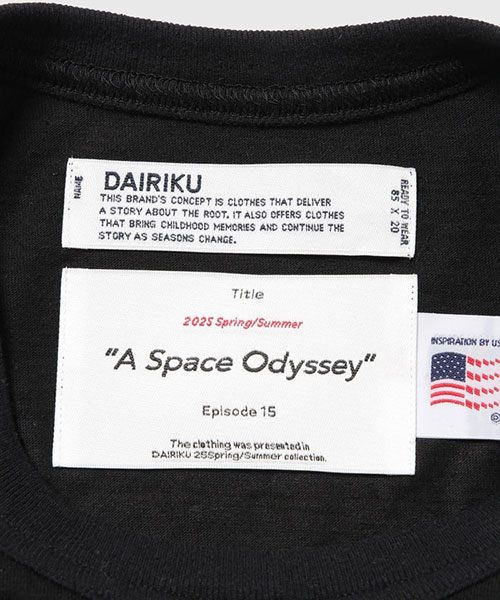 NAME
DAIRIKU
THIS BRAND'S CONCEPT IS CLOTHES THAT DELIVER
A STORY ABOUT THE ROOT. IT ALSO OFFERS CLOTHES
THAT BRING CHILDHOOD MEMORIES AND CONTINUE THE
STORY AS SEASONS CHANGE.
READY TO WEAR
85 X 20
Title
2025 Spring/Summer
"A Space Odyssey"
Episode 15
The clothing was presented in
DAIRIKU 25Spring/Summer collection.
INSPIRATION BY US
©